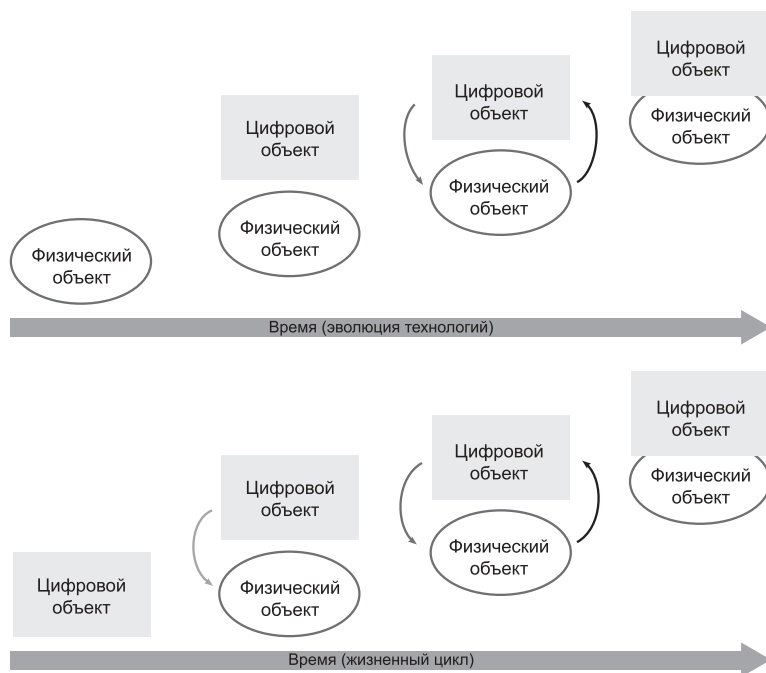 Цифровой
объект
Физический
объект
Цифровой
объект
Физический
объект
Цифровой
объект
Физический
объект
Физический
объект
Время (эволюция технологий)
Цифровой
объект
Физический
объект
Цифровой
объект
Физический
объект
Цифровой
объект
Физический
объект
Цифровой
объект
Время (жизненный цикл)